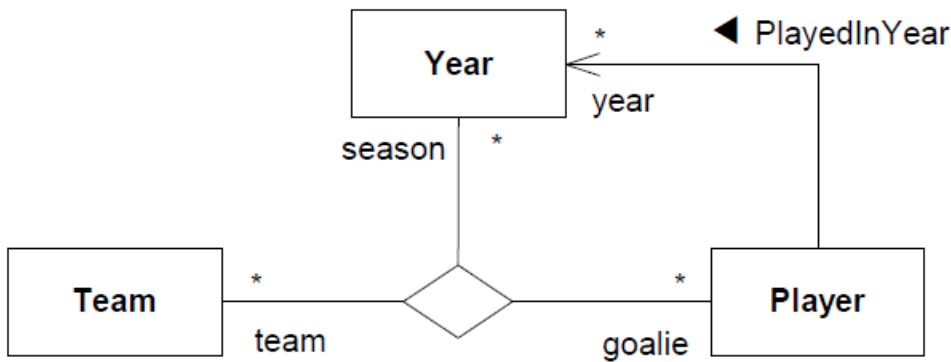 * ◀ PlayedInYear
Year
year
season *
* *
Team Player
team goalie